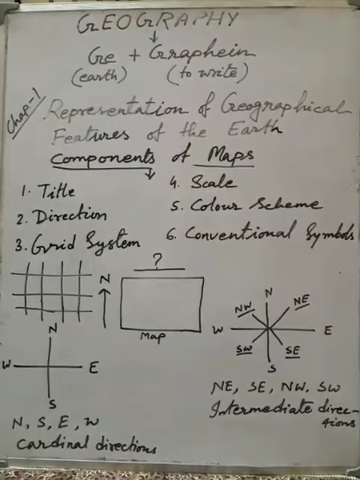 GEOGRAPHY
Ge + Graphein
(earth) (to write)
Chap-1
Representation of Geographical
Features of the Earth
Components of Maps
1. Title
2. Direction
3. Grid System
4. Scale
5. Colour Scheme
6. Conventional Symbols
N
?
Map
N
W E
S
N, S, E, W
Cardinal directions
N
NW NE
W E
SW SE
S
NE, SE, NW, SW
Intermediate direc-
tions